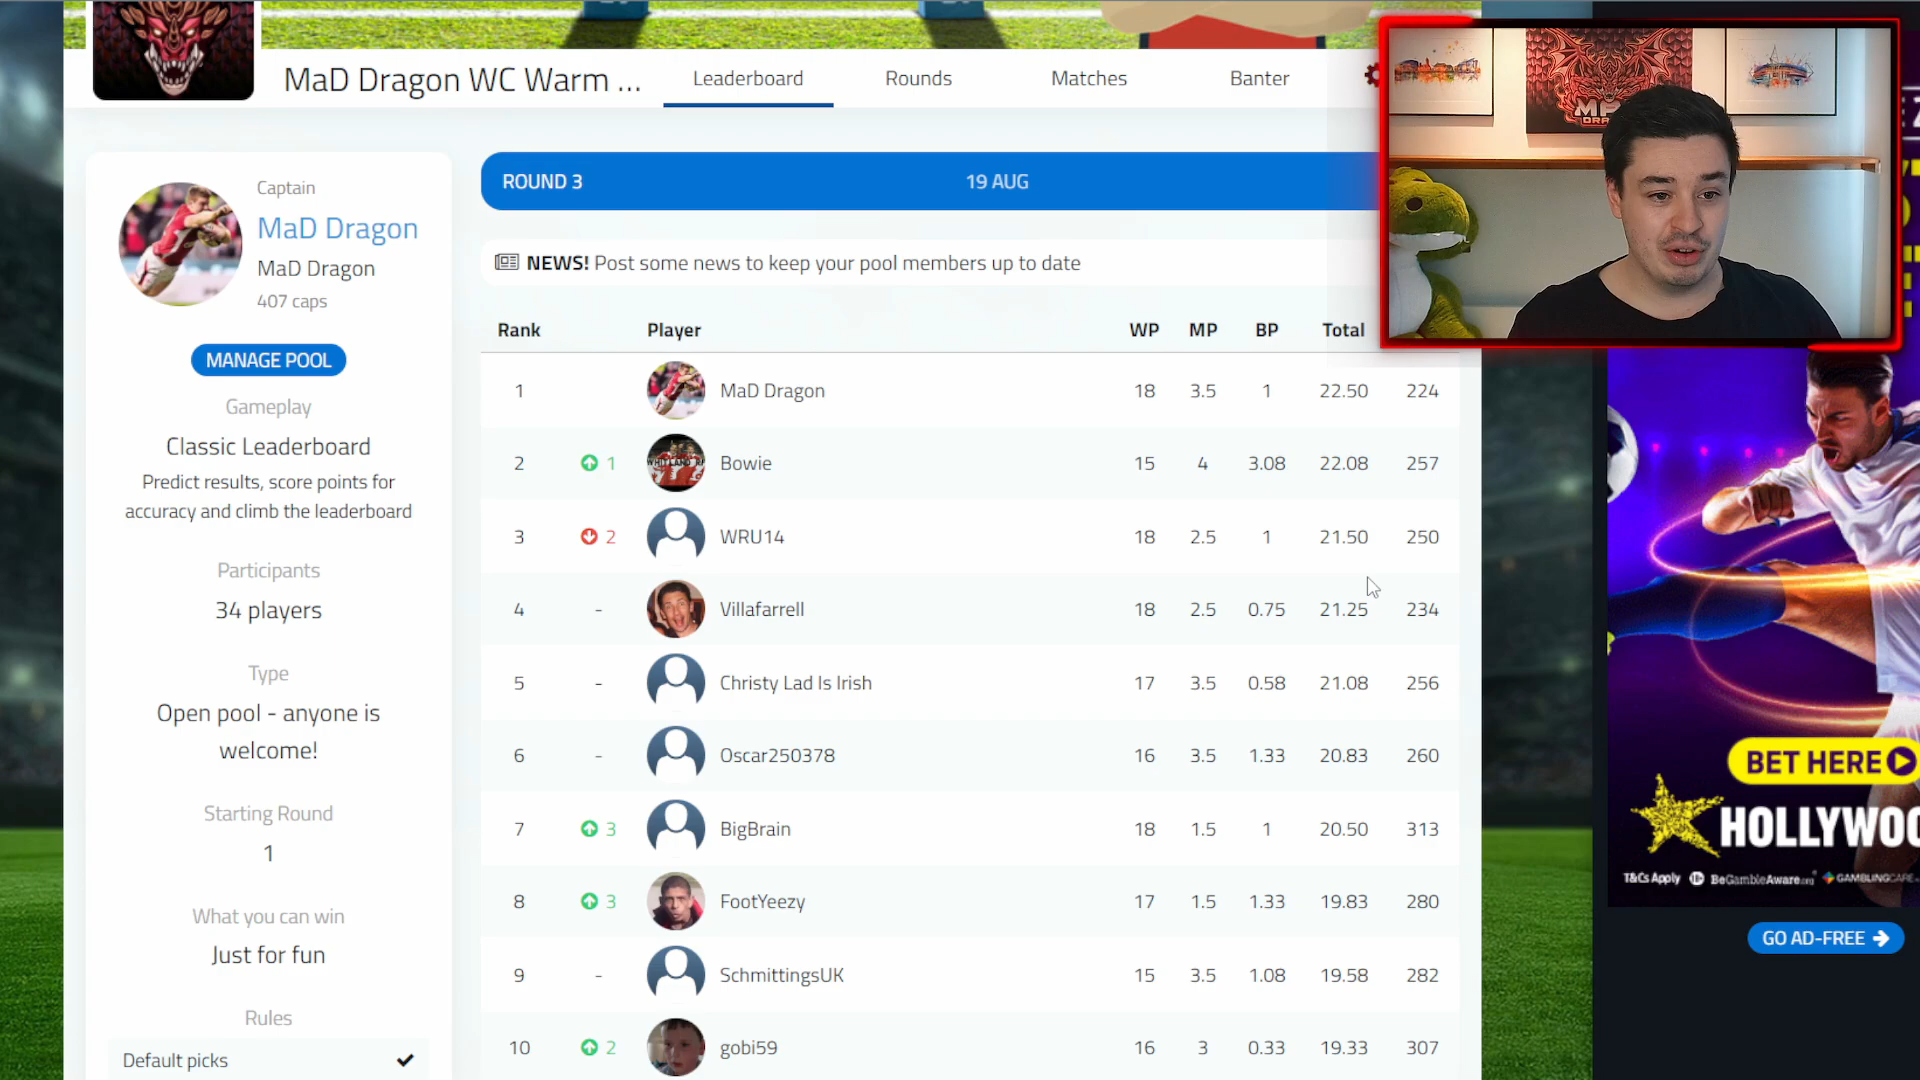 MaD Dragon WC Warm ...
Leaderboard
Rounds
Matches
Banter
Captain
MaD Dragon
MaD Dragon
407 caps
MANAGE POOL
Gameplay
Classic Leaderboard
Predict results, score points for
accuracy and climb the leaderboard
Participants
34 players
Type
Open pool - anyone is
welcome!
Starting Round
1
What you can win
Just for fun
Rules
Default picks
ROUND 3 19 AUG
NEWS! Post some news to keep your pool members up to date
Rank Player WP MP BP Total
1 MaD Dragon 18 3.5 1 22.50 224
2 1 Bowie 15 4 3.08 22.08 257
3 2 WRU14 18 2.5 1 21.50 250
4 - Villafarrell 18 2.5 0.75 21.25 234
5 - Christy Lad Is Irish 17 3.5 0.58 21.08 256
6 - Oscar250378 16 3.5 1.33 20.83 260
7 3 BigBrain 18 1.5 1 20.50 313
8 3 FootYeezy 17 1.5 1.33 19.83 280
9 - SchmittingsUK 15 3.5 1.08 19.58 282
10 2 gobi59 16 3 0.33 19.33 307
BET HERE
HOLLYWOO
T&Cs Apply 18+ BeGambleAware.org GAMBLINGCARE
GO AD-FREE